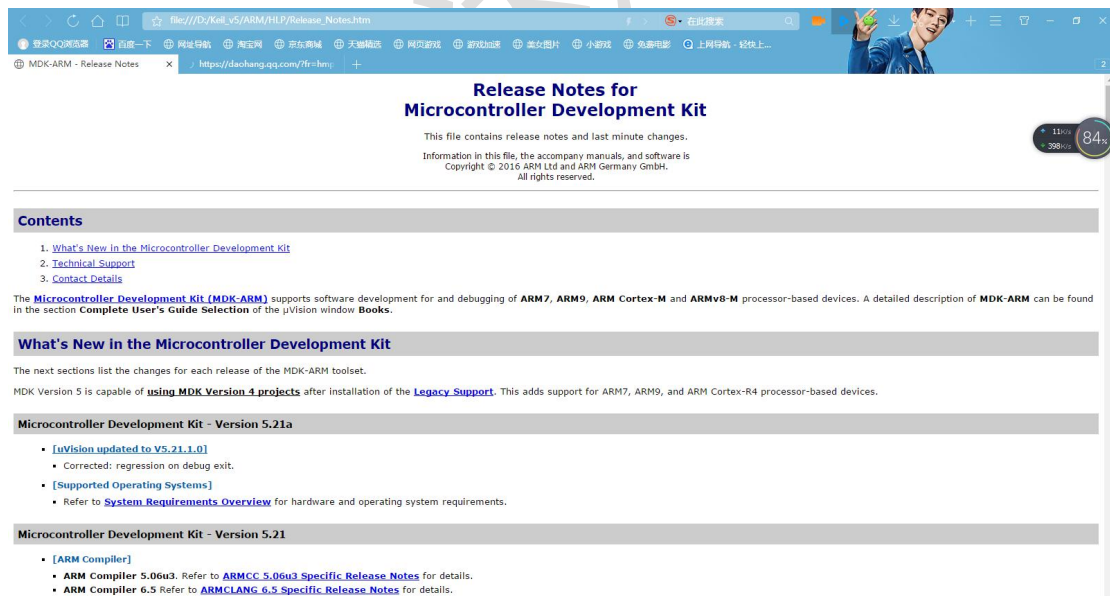 file:///D:/Keil_v5/ARM/HLP/Release_Notes.htm
在此搜索
登录QQ浏览器 百度一下 网址导航 淘宝网 京东商城 天猫精选 网页游戏 游戏加速 美女图片 小游戏 免费电影 上网导航 - 轻快上...
MDK-ARM - Release Notes https://daohang.qq.com/?fr=hmp
2
Release Notes for
Microcontroller Development Kit
This file contains release notes and last minute changes.
Information in this file, the accompany manuals, and software is
Copyright © 2016 ARM Ltd and ARM Germany GmbH.
All rights reserved.
11K/s
398K/s
84%
Contents
1. What's New in the Microcontroller Development Kit
2. Technical Support
3. Contact Details
The Microcontroller Development Kit (MDK-ARM) supports software development for and debugging of ARM7, ARM9, ARM Cortex-M and ARMv8-M processor-based devices. A detailed description of MDK-ARM can be found
in the section Complete User's Guide Selection of the µVision window Books.
What's New in the Microcontroller Development Kit
The next sections list the changes for each release of the MDK-ARM toolset.
MDK Version 5 is capable of using MDK Version 4 projects after installation of the Legacy Support. This adds support for ARM7, ARM9, and ARM Cortex-R4 processor-based devices.
Microcontroller Development Kit - Version 5.21a
[uVision updated to V5.21.1.0]
Corrected: regression on debug exit.
[Supported Operating Systems]
Refer to System Requirements Overview for hardware and operating system requirements.
Microcontroller Development Kit - Version 5.21
[ARM Compiler]
ARM Compiler 5.06u3. Refer to ARMCC 5.06u3 Specific Release Notes for details.
ARM Compiler 6.5 Refer to ARMCLANG 6.5 Specific Release Notes for details.